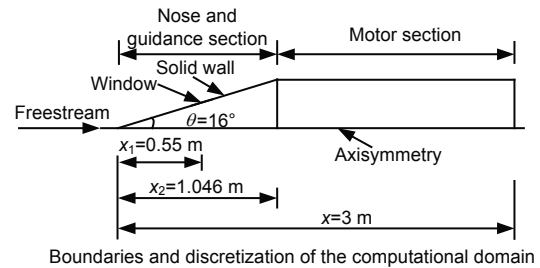 Nose and
guidance section
Motor section
Solid wall
Window
Freestream
θ=16°
x₁=0.55 m
Axisymmetry
x₂=1.046 m
x=3 m
Boundaries and discretization of the computational domain